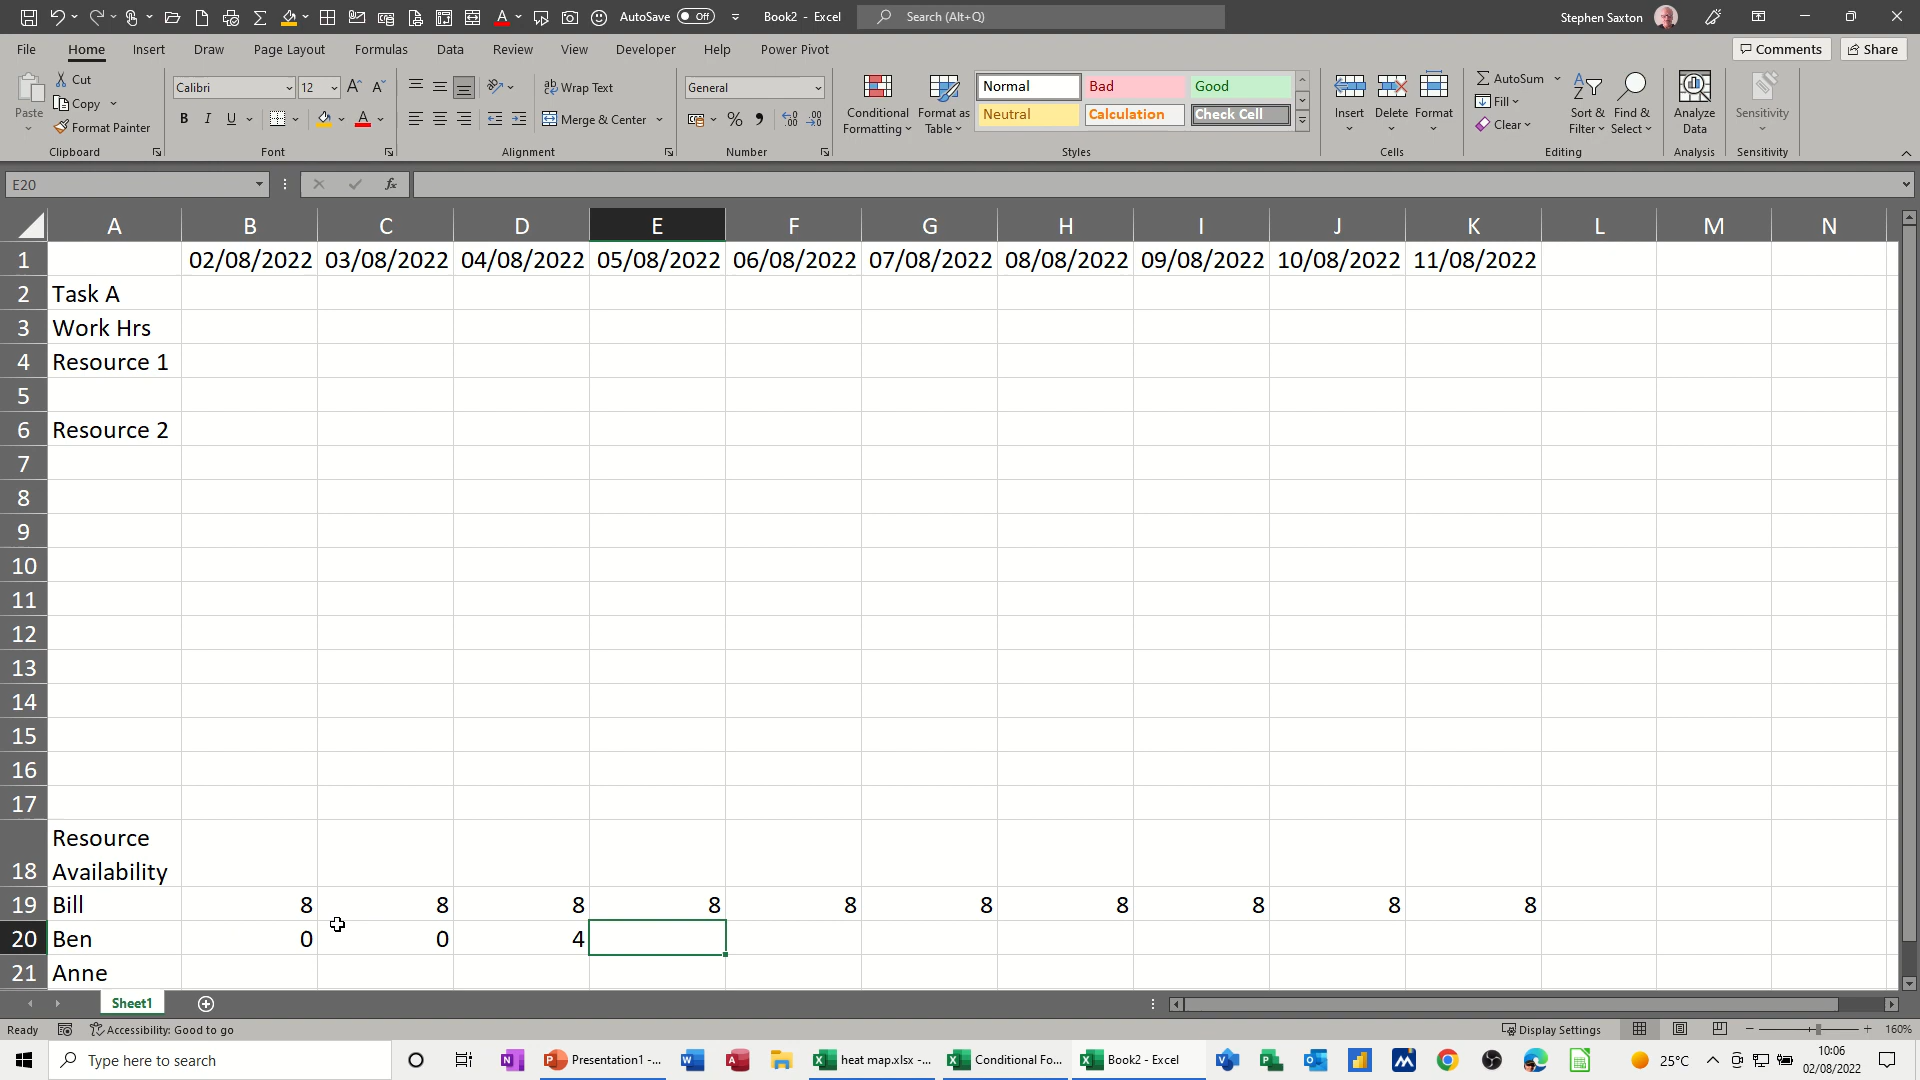 AutoSave Off Book2 - Excel Search (Alt+Q) Stephen Saxton
File Home Insert Draw Page Layout Formulas Data Review View Developer Help Power Pivot Comments Share
Paste Cut Copy Format Painter
Clipboard
Calibri 12
B I U
Font
Wrap Text
Merge & Center
Alignment
General
Number
Conditional Formatting
Format as Table
Normal Bad Good
Neutral Calculation Check Cell
Styles
Insert Delete Format
Cells
AutoSum
Fill
Clear
Sort & Filter
Find & Select
Editing
Analyze Data
Analysis
Sensitivity
Sensitivity
E20 fx
A B C D E F G H I J K L M N
1 02/08/2022 03/08/2022 04/08/2022 05/08/2022 06/08/2022 07/08/2022 08/08/2022 09/08/2022 10/08/2022 11/08/2022
2 Task A
3 Work Hrs
4 Resource 1
5
6 Resource 2
7
8
9
10
11
12
13
14
15
16
17
Resource
18 Availability
19 Bill 8 8 8 8 8 8 8 8 8 8
20 Ben 0 0 4
21 Anne
Sheet1
Ready Accessibility: Good to go Display Settings 160%
Type here to search Presentation1 -... heat map.xlsx -... Conditional Fo... Book2 - Excel 25°C 10:06
02/08/2022